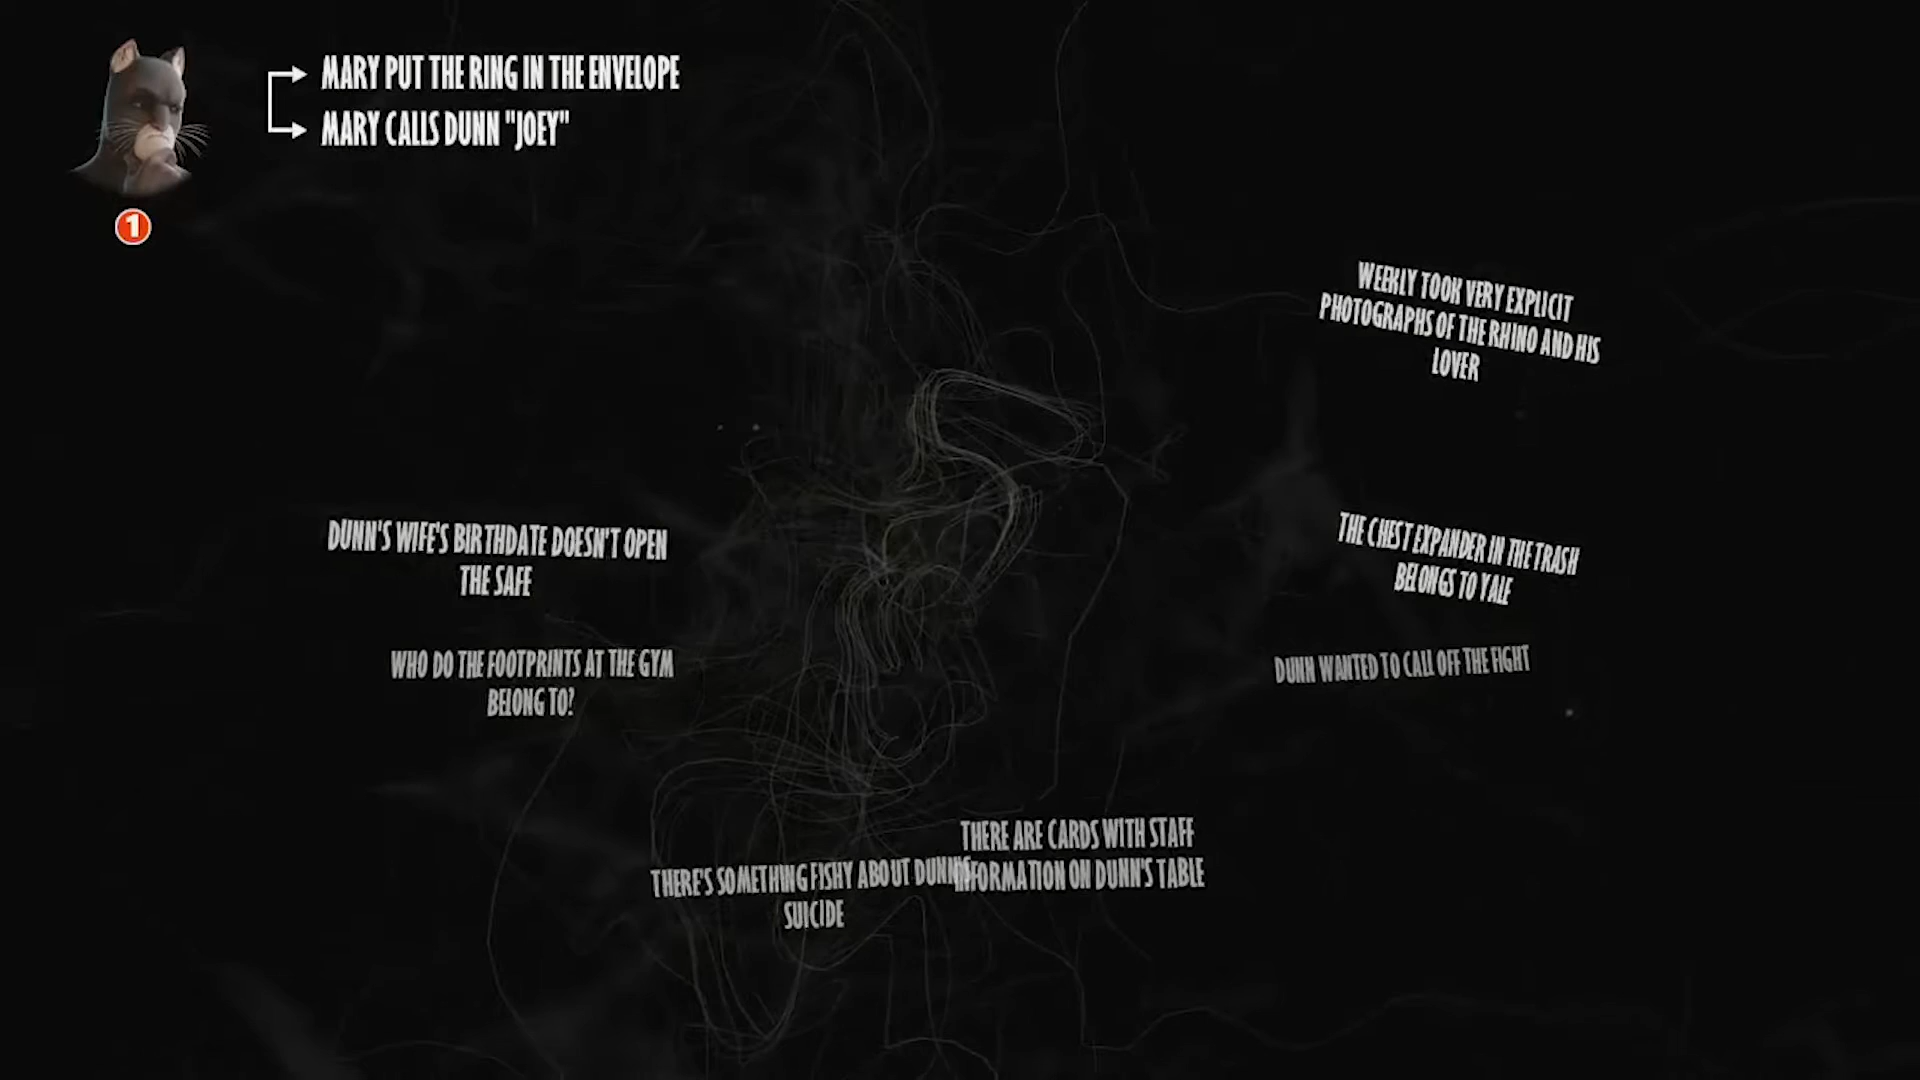 MARY PUT THE RING IN THE ENVELOPE
MARY CALLS DUNN "JOEY"
1
WEEKLY TOOK VERY EXPLICIT
PHOTOGRAPHS OF THE RHINO AND HIS
LOVER
DUNN'S WIFE'S BIRTHDATE DOESN'T OPEN
THE SAFE
THE CHEST EXPANDER IN THE TRASH
BELONGS TO YALE
WHO DO THE FOOTPRINTS AT THE GYM
BELONG TO?
DUNN WANTED TO CALL OFF THE FIGHT
THERE'S SOMETHING FISHY ABOUT DUNN'S
SUICIDE
THERE ARE CARDS WITH STAFF
INFORMATION ON DUNN'S TABLE